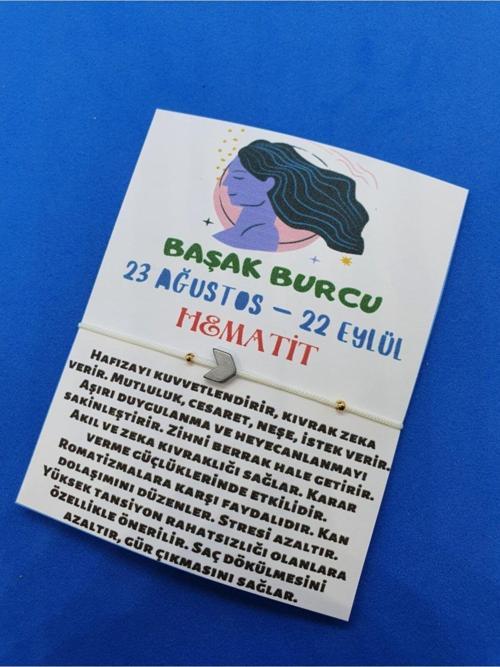 BAŞAK BURCU
23 AĞUSTOS – 22 EYLÜL
HEMATİT
HAFIZAYI KUVVETLENDİRİR, KIVRAK ZEKA
VERİR. MUTLULUK, CESARET, NEŞE, İSTEK VERİR.
AŞIRI DUYGULANMA VE HEYECANLANMAYI
SAKİNLEŞTİRİR. ZİHNİ BERRAK HALE GETİRİR.
AKIL VE ZEKA KIVRAKLIĞI SAĞLAR. KARAR
VERME GÜÇLÜKLERİNDE ETKİLİDİR.
ROMATİZMALARA KARŞI FAYDALIDIR. KAN
DOLAŞIMINI DÜZENLER. STRESİ AZALTIR.
YÜKSEK TANSİYON RAHATSIZLIĞI OLANLARA
ÖZELLİKLE ÖNERİLİR. SAÇ DÖKÜLMESİNİ
AZALTIR, GÜR ÇIKMASINI SAĞLAR.